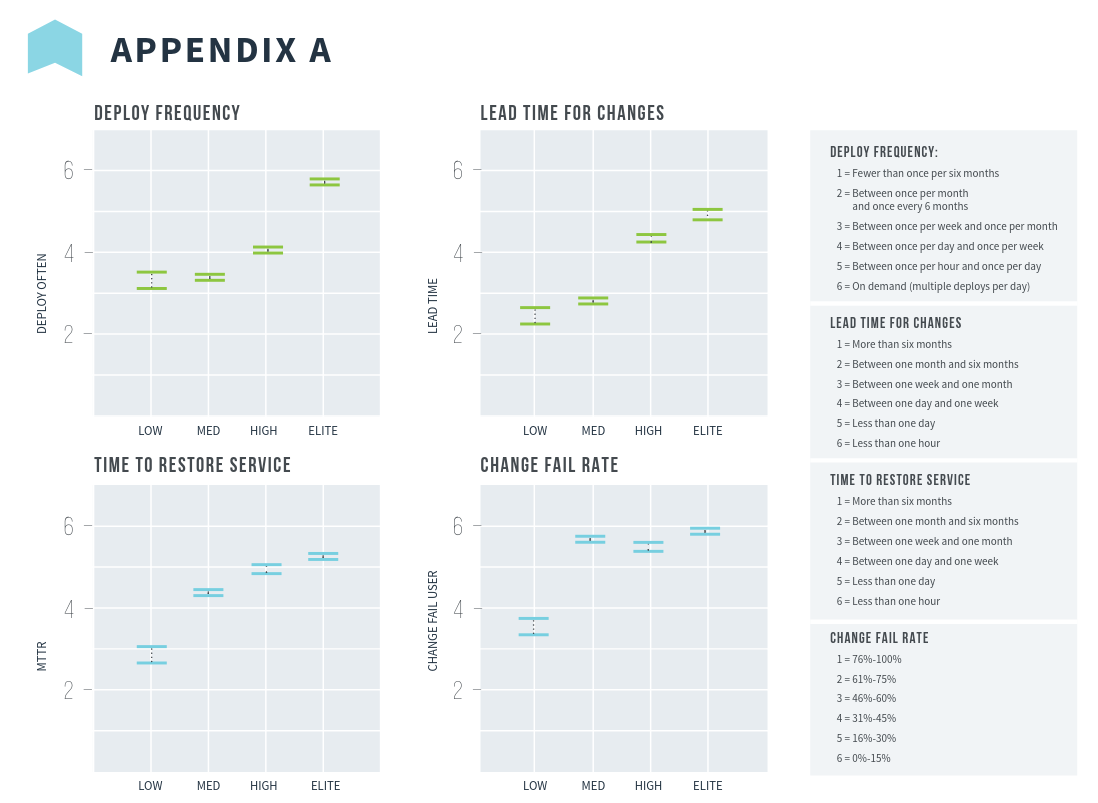 APPENDIX A
DEPLOY FREQUENCY
6
4
2
DEPLOY OFTEN
LOW MED HIGH ELITE
LEAD TIME FOR CHANGES
6
4
2
LEAD TIME
LOW MED HIGH ELITE
TIME TO RESTORE SERVICE
6
4
2
MTTR
LOW MED HIGH ELITE
CHANGE FAIL RATE
6
4
2
CHANGE FAIL USER
LOW MED HIGH ELITE
DEPLOY FREQUENCY:
1 = Fewer than once per six months
2 = Between once per month
and once every 6 months
3 = Between once per week and once per month
4 = Between once per day and once per week
5 = Between once per hour and once per day
6 = On demand (multiple deploys per day)
LEAD TIME FOR CHANGES
1 = More than six months
2 = Between one month and six months
3 = Between one week and one month
4 = Between one day and one week
5 = Less than one day
6 = Less than one hour
TIME TO RESTORE SERVICE
1 = More than six months
2 = Between one month and six months
3 = Between one week and one month
4 = Between one day and one week
5 = Less than one day
6 = Less than one hour
CHANGE FAIL RATE
1 = 76%-100%
2 = 61%-75%
3 = 46%-60%
4 = 31%-45%
5 = 16%-30%
6 = 0%-15%